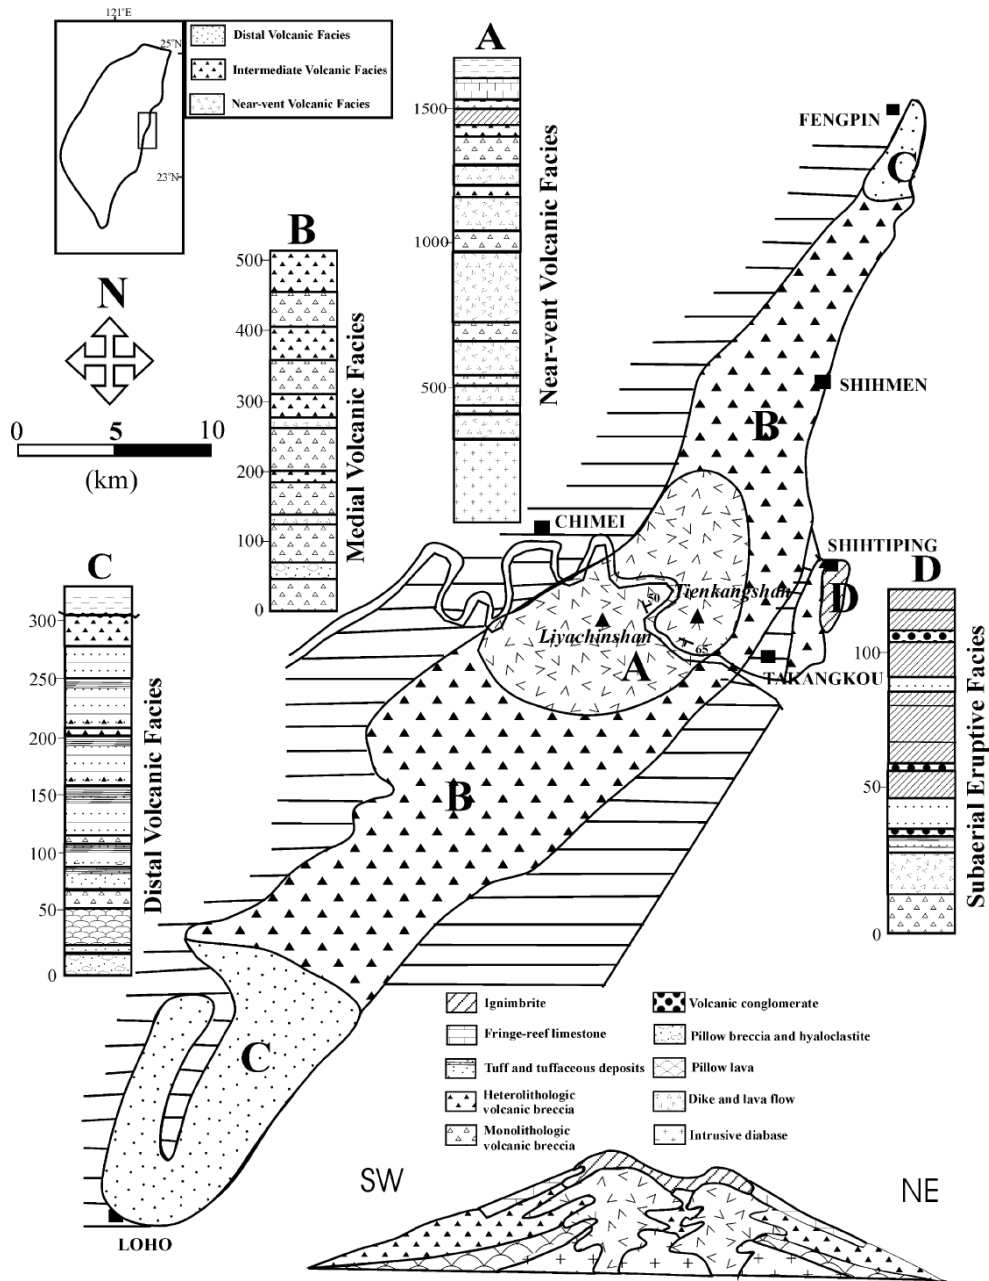 121°E
25°N
23°N
Distal Volcanic Facies
Intermediate Volcanic Facies
Near-vent Volcanic Facies
A
1500
1000
500
Near-vent Volcanic Facies
FENGPIN
C
B
500
400
300
200
100
0
Medial Volcanic Facies
N
0 5 10
(km)
SHIHMEN
B
CHIMEI
SHIHTIPING
D
Tienkangshan
50
Liyachinshan
65
A
TAKANGKOU
D
100
50
0
Subaerial Eruptive Facies
C
300
250
200
150
100
50
0
Distal Volcanic Facies
B
C
LOHO
Ignimbrite
Fringe-reef limestone
Tuff and tuffaceous deposits
Heterolithologic
volcanic breccia
Monolithologic
volcanic breccia
Volcanic conglomerate
Pillow breccia and hyaloclastite
Pillow lava
Dike and lava flow
Intrusive diabase
SW
NE